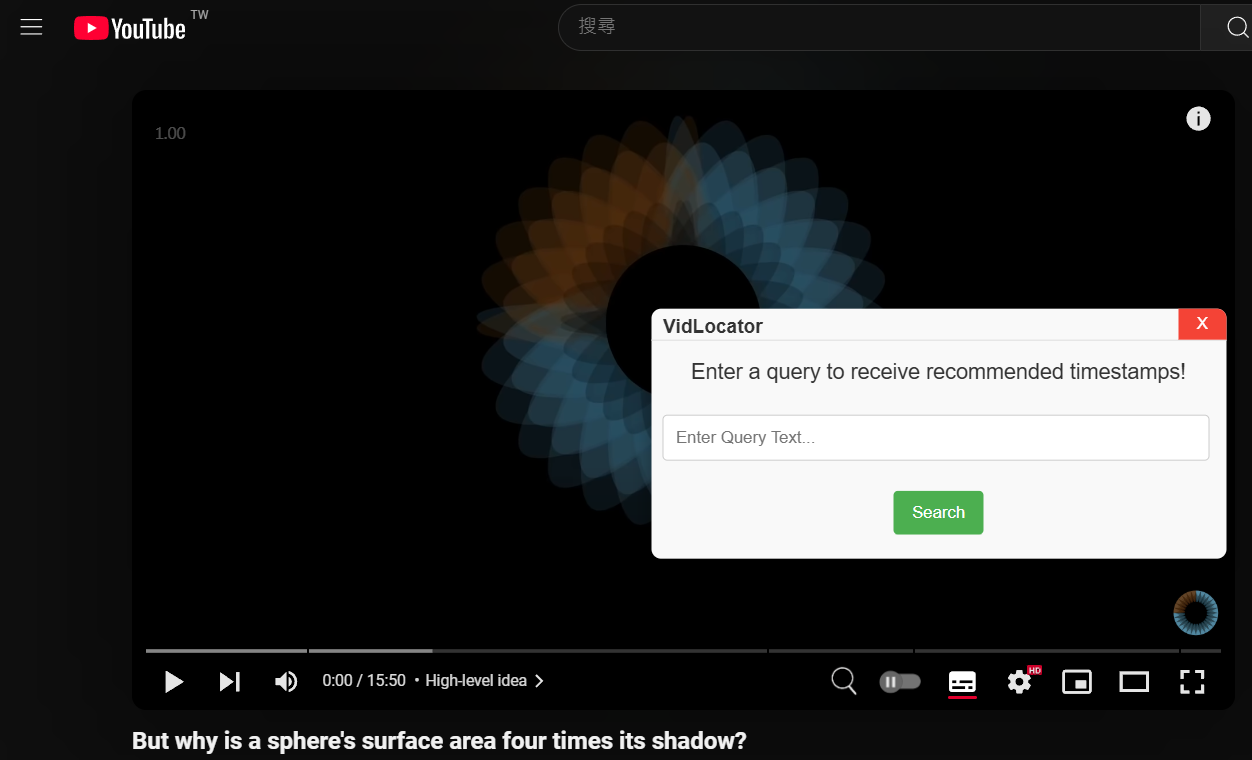 YouTube TW
搜尋
1.00
i
VidLocator X
Enter a query to receive recommended timestamps!
Enter Query Text...
Search
0:00 / 15:50 • High-level idea
HD
But why is a sphere's surface area four times its shadow?